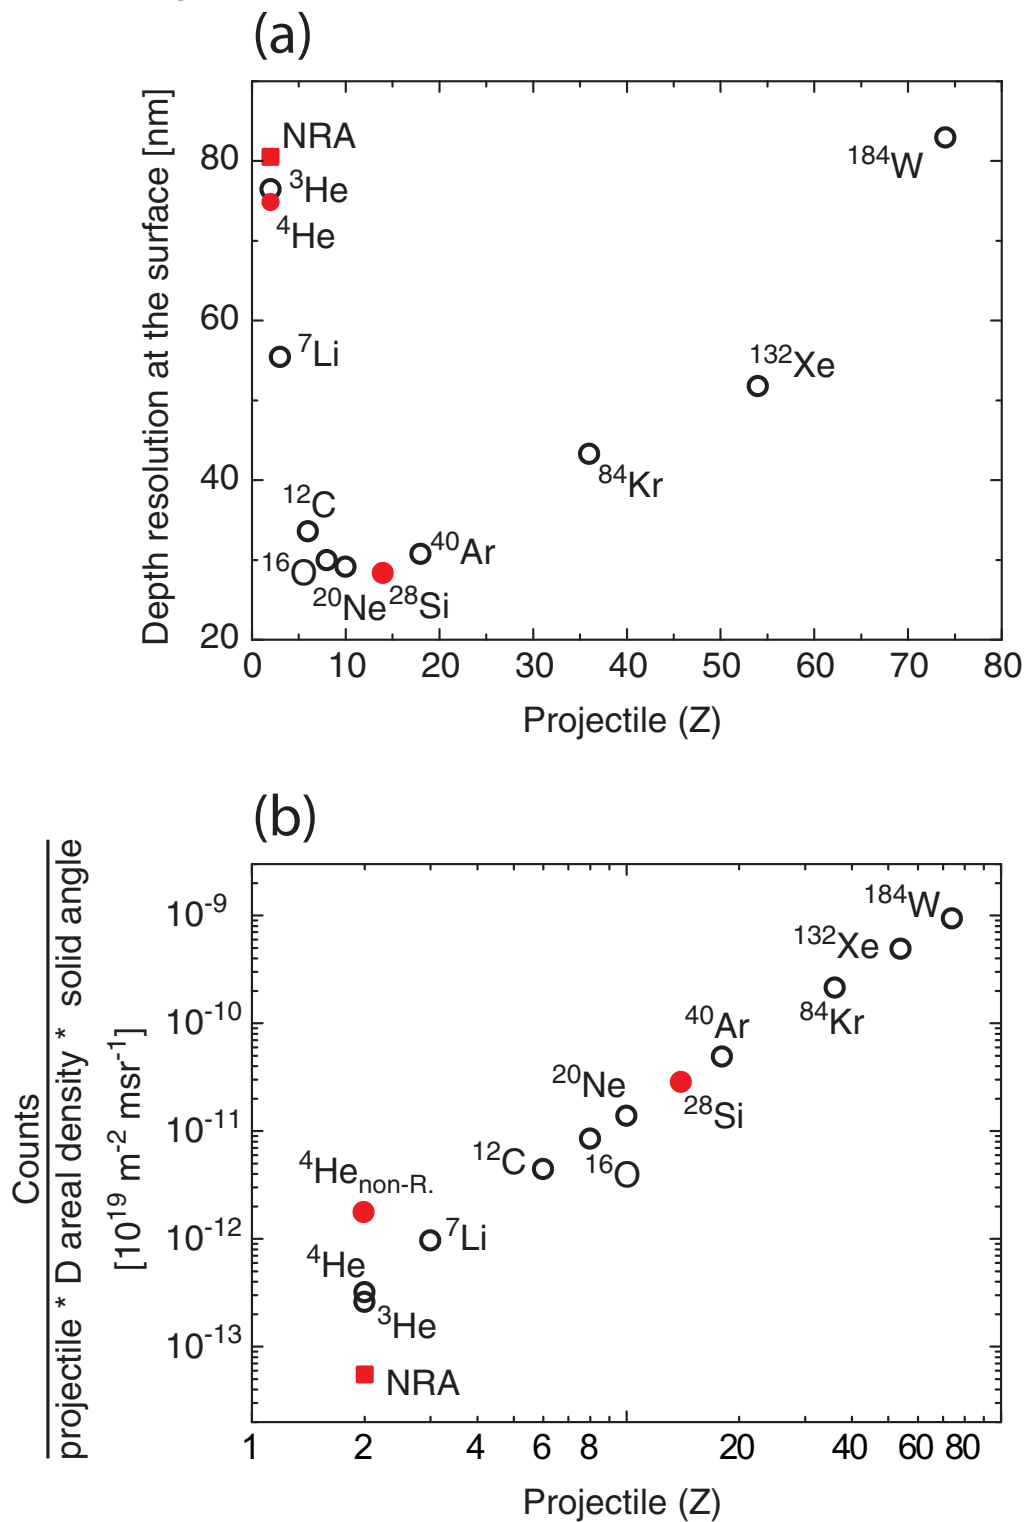 (a)
Depth resolution at the surface [nm]
80
60
40
20
NRA
³He
⁴He
⁷Li
¹²C
¹⁶O
²⁰Ne
²⁸Si
⁴⁰Ar
⁸⁴Kr
¹³²Xe
¹⁸⁴W
0 10 20 30 40 50 60 70 80
Projectile (Z)
(b)
Counts
projectile * D areal density * solid angle
[10¹⁹ m⁻² msr⁻¹]
10⁻⁹
10⁻¹⁰
10⁻¹¹
10⁻¹²
10⁻¹³
¹⁸⁴W
¹³²Xe
⁸⁴Kr
⁴⁰Ar
²⁸Si
²⁰Ne
¹⁶O
¹²C
⁴He non-R.
⁷Li
⁴He
³He
NRA
1 2 4 6 8 20 40 60 80
Projectile (Z)